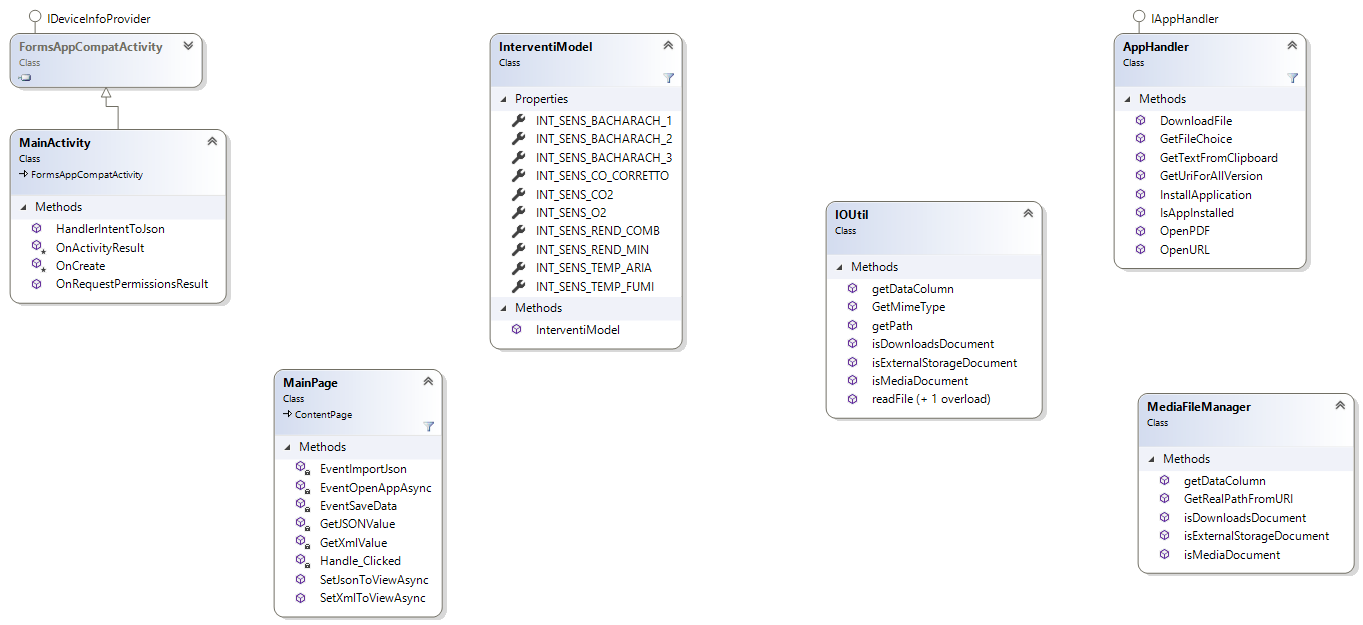 IDeviceInfoProvider
FormsAppCompatActivity
Class
MainActivity
Class
FormsAppCompatActivity
Methods
HandlerIntentToJson
OnActivityResult
OnCreate
OnRequestPermissionsResult
MainPage
Class
ContentPage
Methods
EventImportJson
EventOpenAppAsync
EventSaveData
GetJSONValue
GetXmlValue
Handle_Clicked
SetJsonToViewAsync
SetXmlToViewAsync
InterventiModel
Class
Properties
INT_SENS_BACHARACH_1
INT_SENS_BACHARACH_2
INT_SENS_BACHARACH_3
INT_SENS_CO_CORRETTO
INT_SENS_CO2
INT_SENS_O2
INT_SENS_REND_COMB
INT_SENS_REND_MIN
INT_SENS_TEMP_ARIA
INT_SENS_TEMP_FUMI
Methods
InterventiModel
IOUtil
Class
Methods
getDataColumn
GetMimeType
getPath
isDownloadsDocument
isExternalStorageDocument
isMediaDocument
readFile (+ 1 overload)
IAppHandler
AppHandler
Class
Methods
DownloadFile
GetFileChoice
GetTextFromClipboard
GetUriForAllVersion
InstallApplication
IsAppInstalled
OpenPDF
OpenURL
MediaFileManager
Class
Methods
getDataColumn
GetRealPathFromURI
isDownloadsDocument
isExternalStorageDocument
isMediaDocument